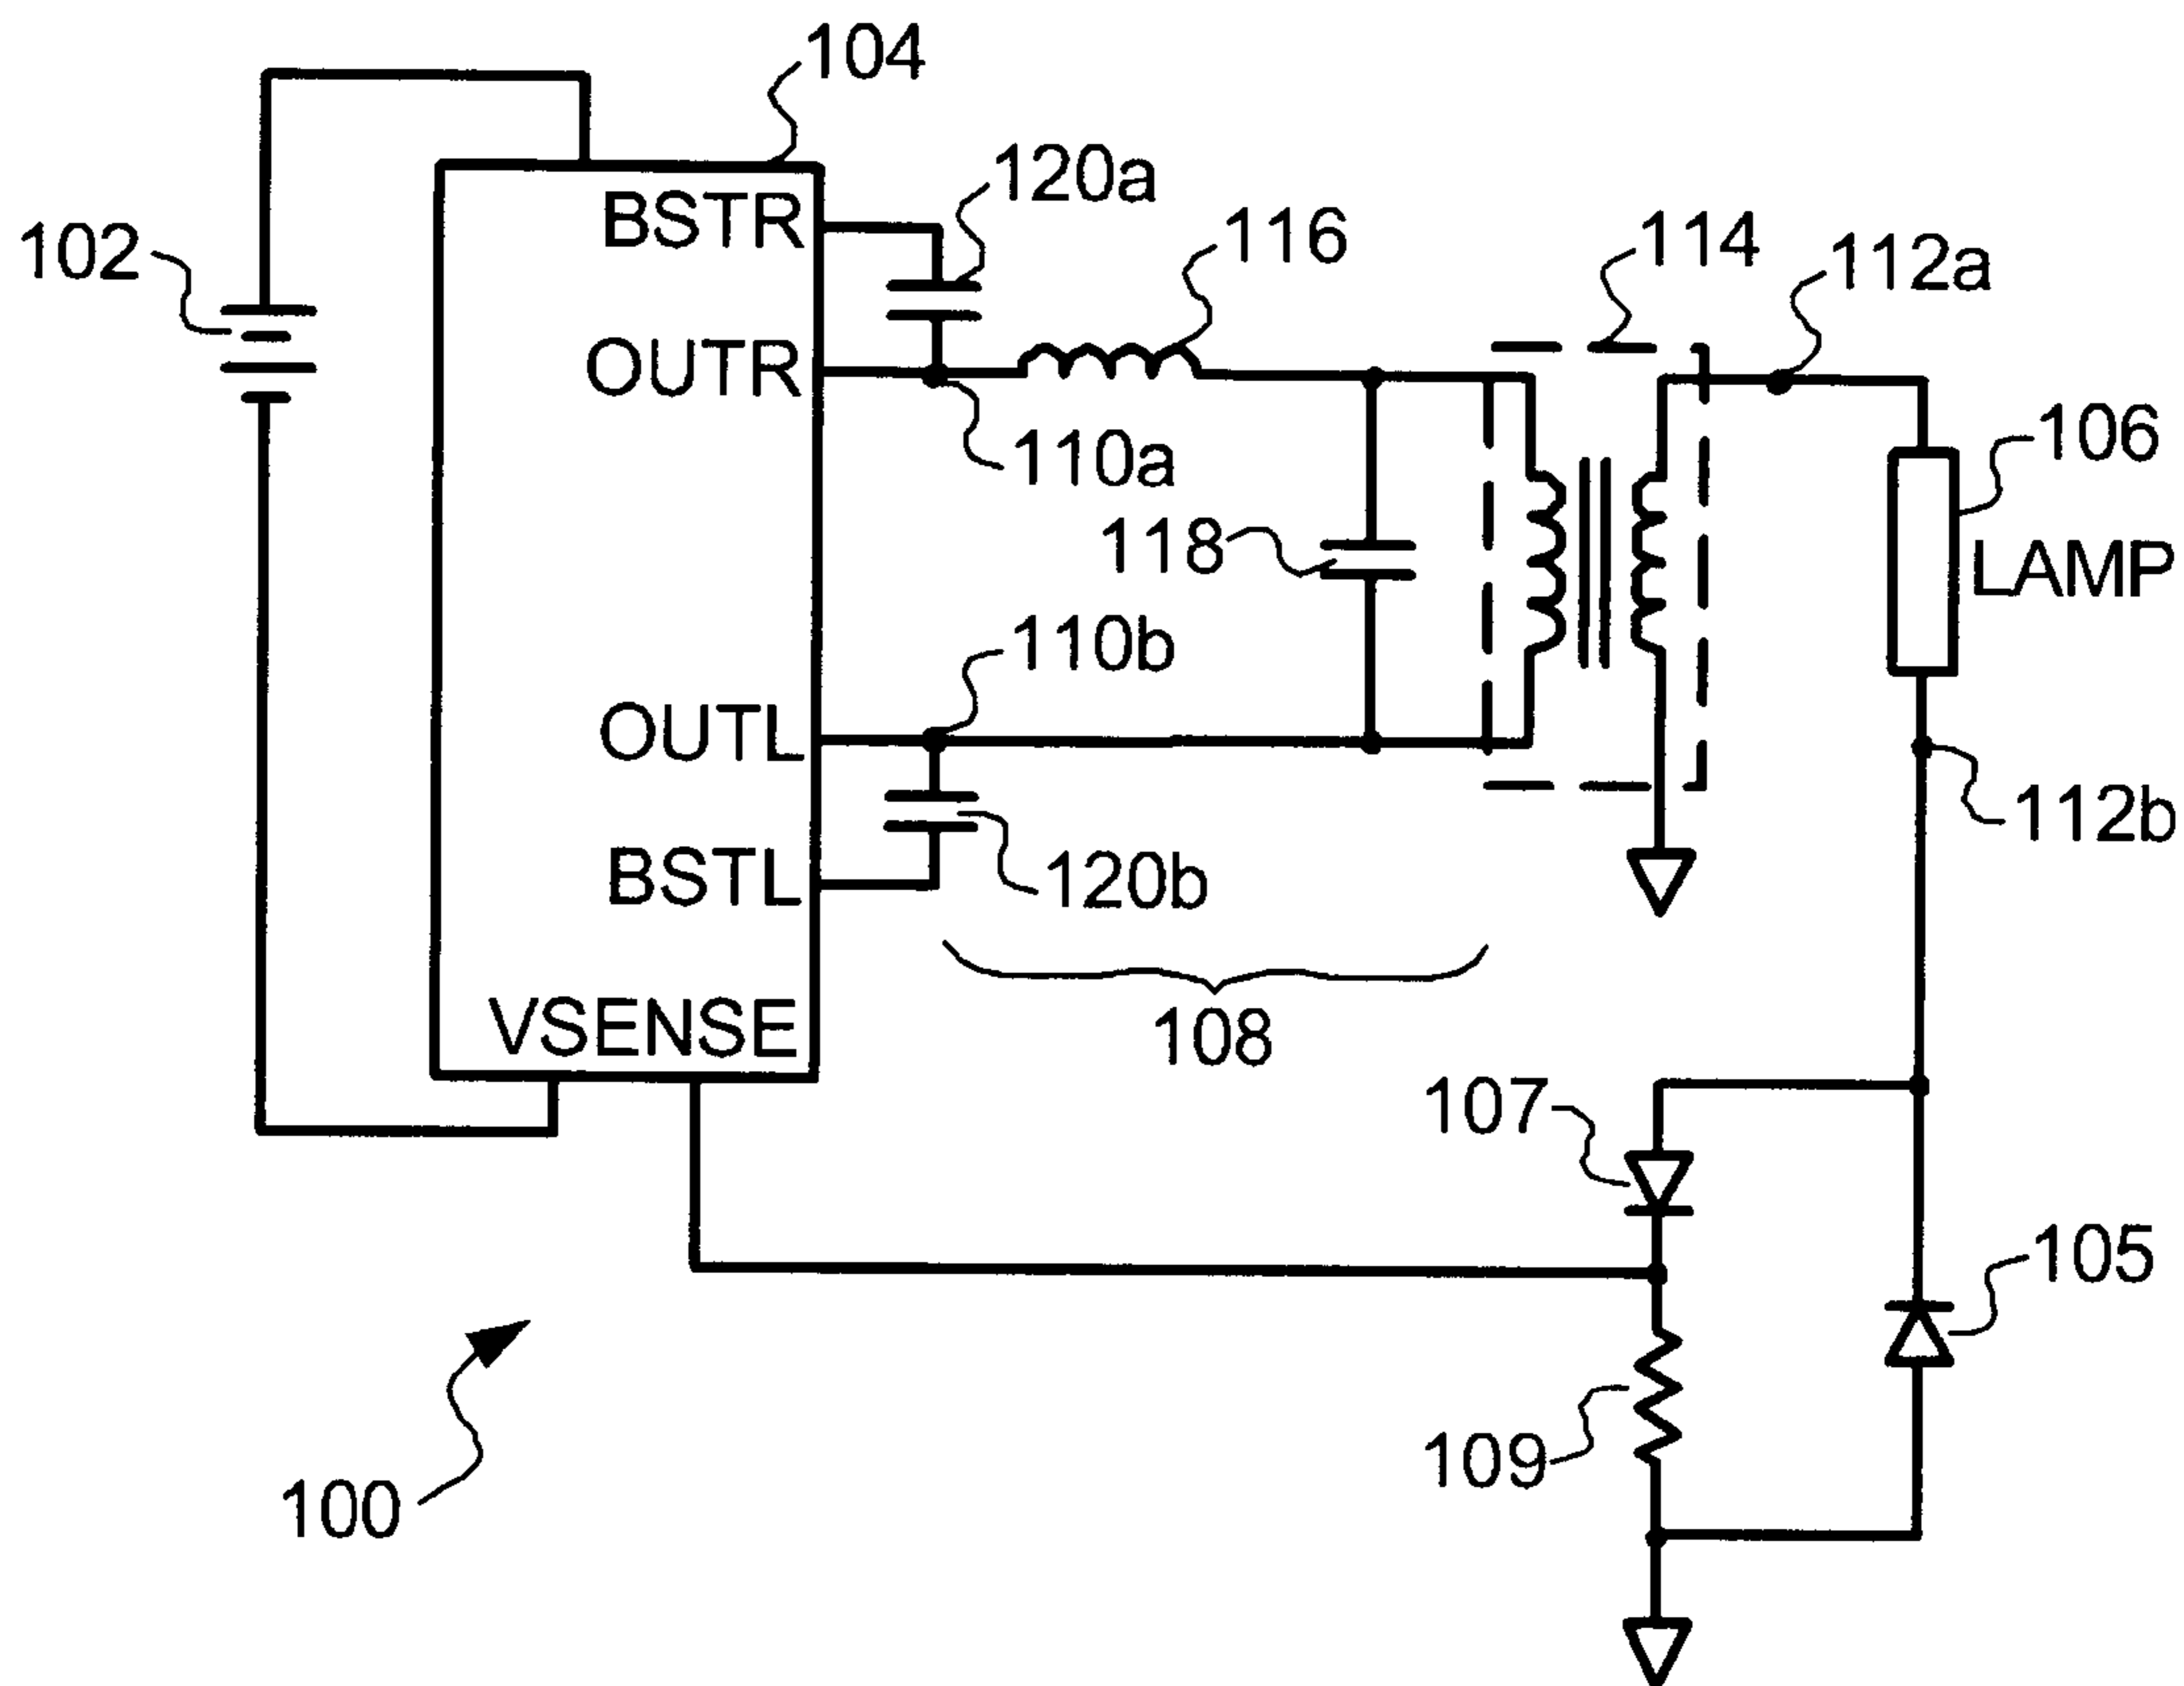 104
120a
BSTR
116
114
112a
102
OUTR
106
110a
118
LAMP
110b
OUTL
112b
BSTL
120b
VSENSE
108
107
105
109
100